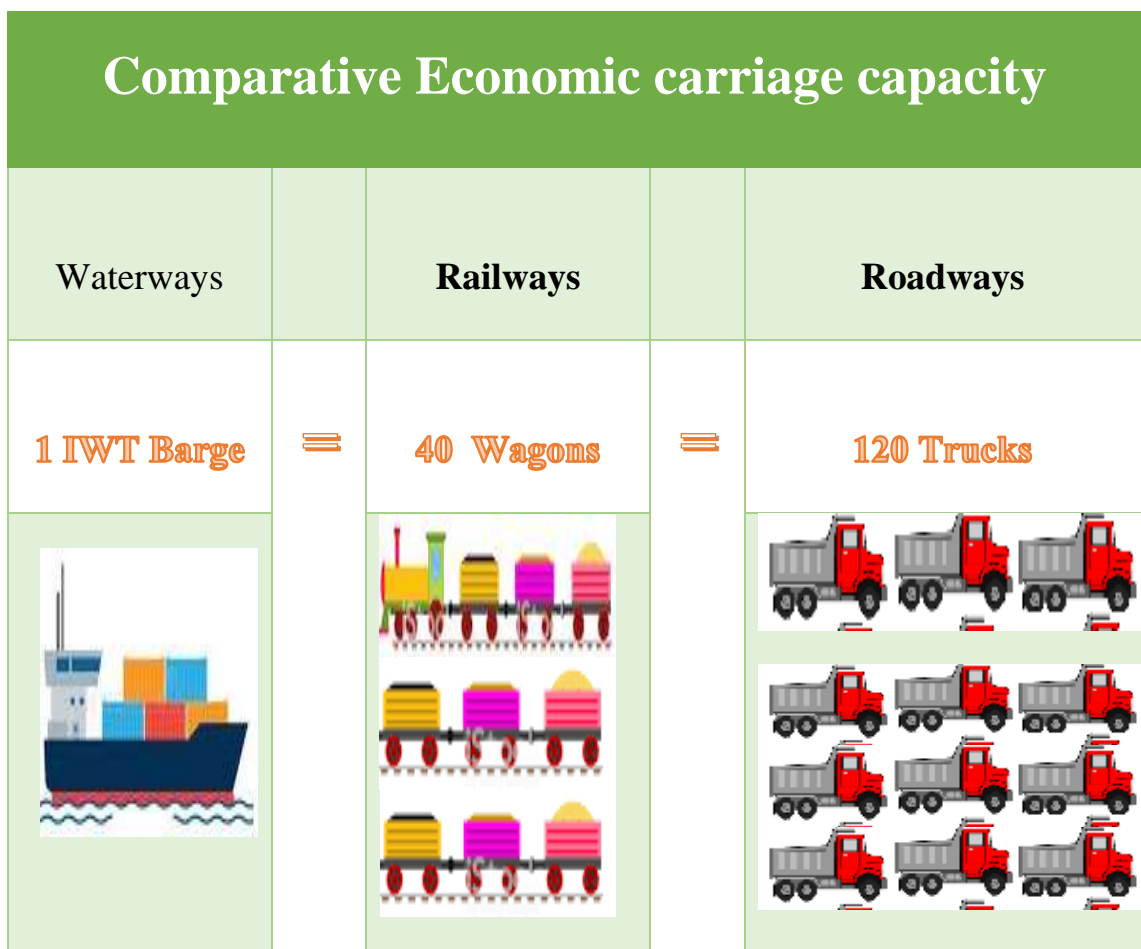 Comparative Economic carriage capacity
Waterways
Railways
Roadways
1 IWT Barge = 40 Wagons = 120 Trucks